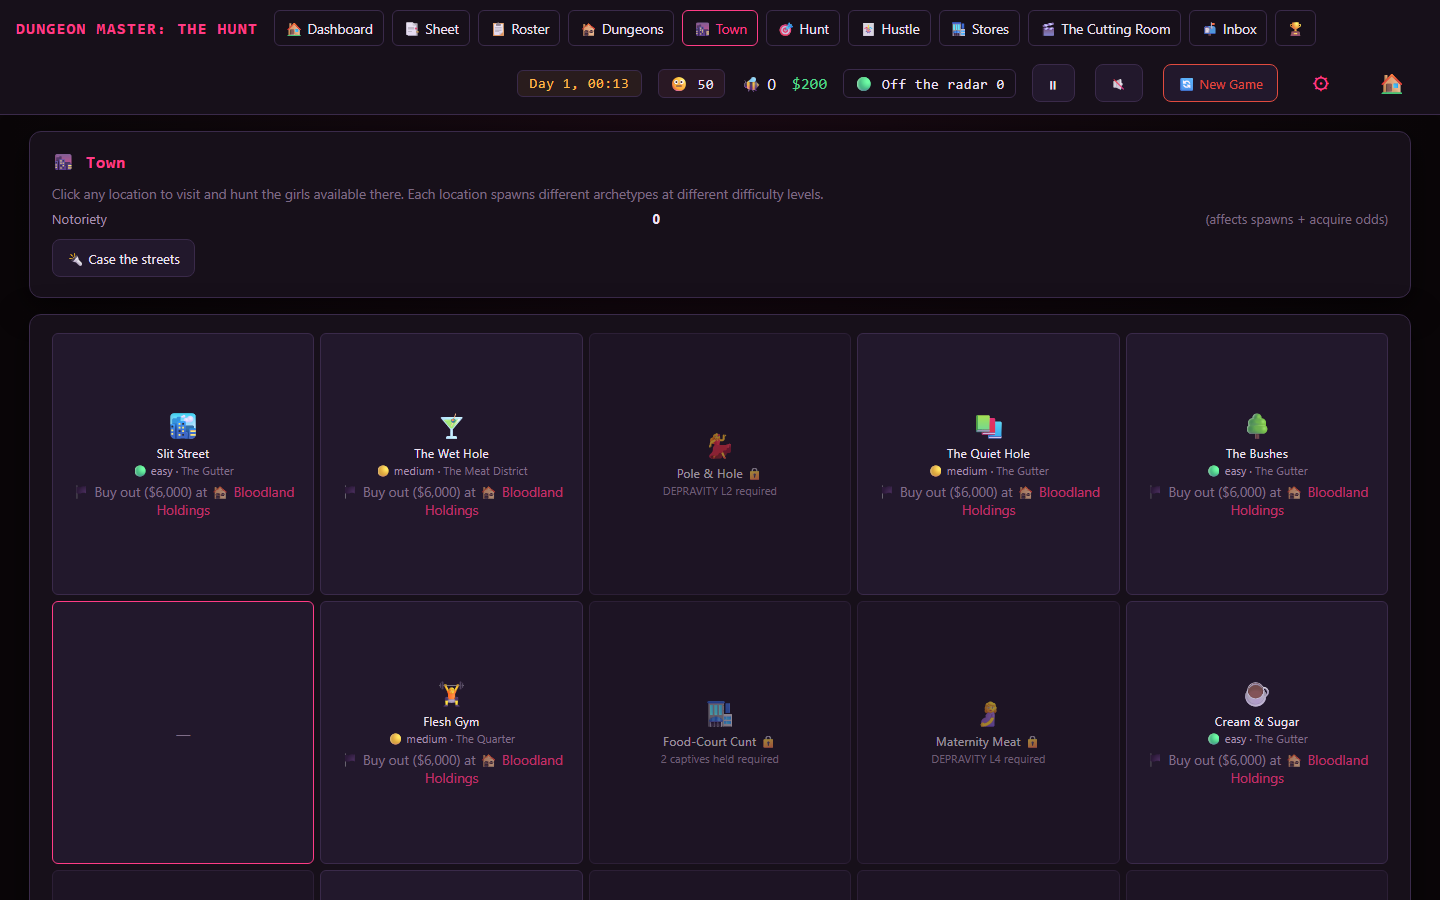 DUNGEON MASTER: THE HUNT
Dashboard
Sheet
Roster
Dungeons
Town
Hunt
Hustle
Stores
The Cutting Room
Inbox
Day 1, 00:13
50
0
$200
Off the radar 0
New Game
Town
Click any location to visit and hunt the girls available there. Each location spawns different archetypes at different difficulty levels.
Notoriety 0 (affects spawns + acquire odds)
Case the streets
Slit Street
easy · The Gutter
Buy out ($6,000) at Bloodland
Holdings
The Wet Hole
medium · The Meat District
Buy out ($6,000) at Bloodland
Holdings
Pole & Hole
DEPRAVITY L2 required
The Quiet Hole
medium · The Gutter
Buy out ($6,000) at Bloodland
Holdings
The Bushes
easy · The Gutter
Buy out ($6,000) at Bloodland
Holdings
—
Flesh Gym
medium · The Quarter
Buy out ($6,000) at Bloodland
Holdings
Food-Court Cunt
2 captives held required
Maternity Meat
DEPRAVITY L4 required
Cream & Sugar
easy · The Gutter
Buy out ($6,000) at Bloodland
Holdings